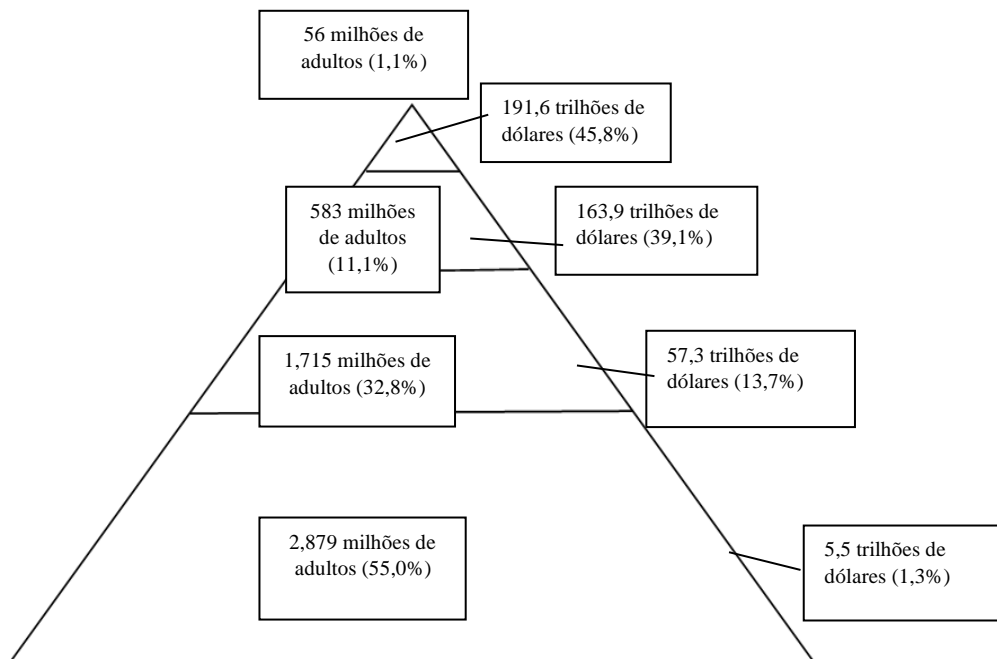 56 milhões de
adultos (1,1%)
191,6 trilhões de
dólares (45,8%)
583 milhões
de adultos
(11,1%)
163,9 trilhões de
dólares (39,1%)
1,715 milhões de
adultos (32,8%)
57,3 trilhões de
dólares (13,7%)
2,879 milhões de
adultos (55,0%)
5,5 trilhões de
dólares (1,3%)